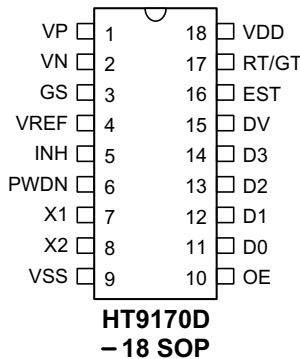 VP 1 18 VDD
VN 2 17 RT/GT
GS 3 16 EST
VREF 4 15 DV
INH 5 14 D3
PWDN 6 13 D2
X1 7 12 D1
X2 8 11 D0
VSS 9 10 OE
HT9170D
– 18 SOP